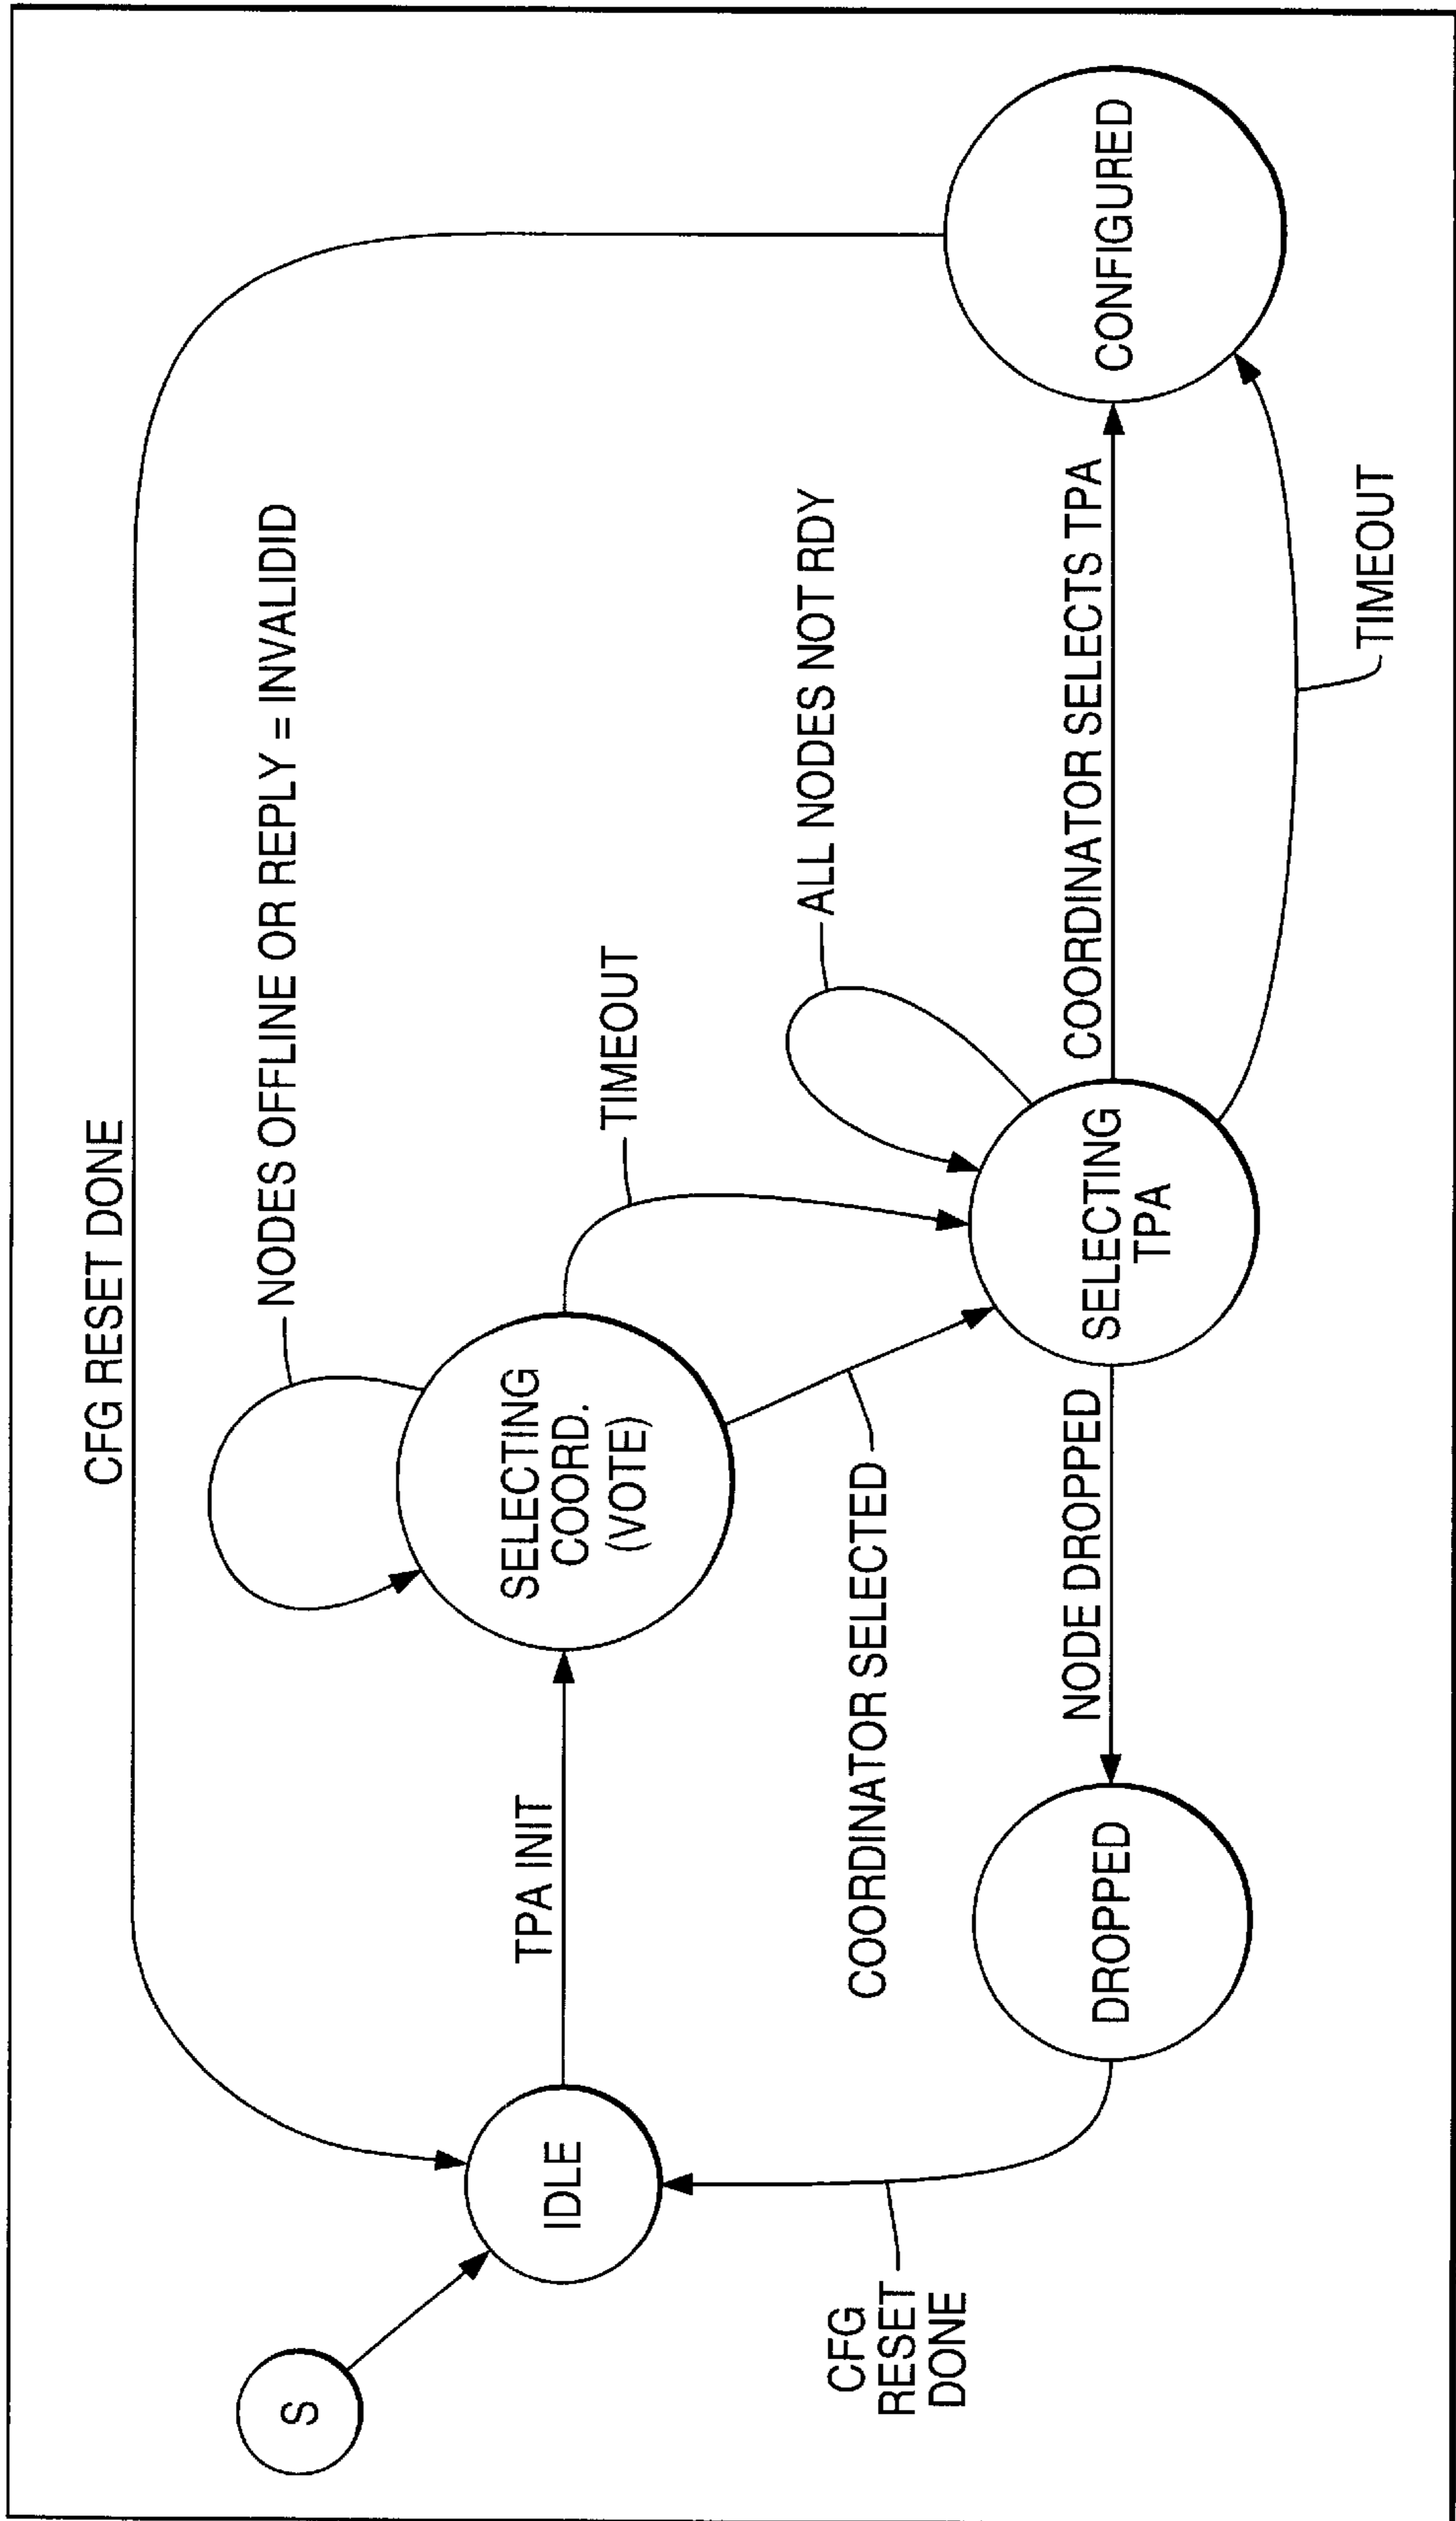 CFG RESET DONE
NODES OFFLINE OR REPLY = INVALIDID
S
IDLE
TPA INIT
SELECTING
COORD.
(VOTE)
TIMEOUT
COORDINATOR SELECTED
ALL NODES NOT RDY
CFG
RESET
DONE
DROPPED
NODE DROPPED
SELECTING
TPA
COORDINATOR SELECTS TPA
CONFIGURED
TIMEOUT